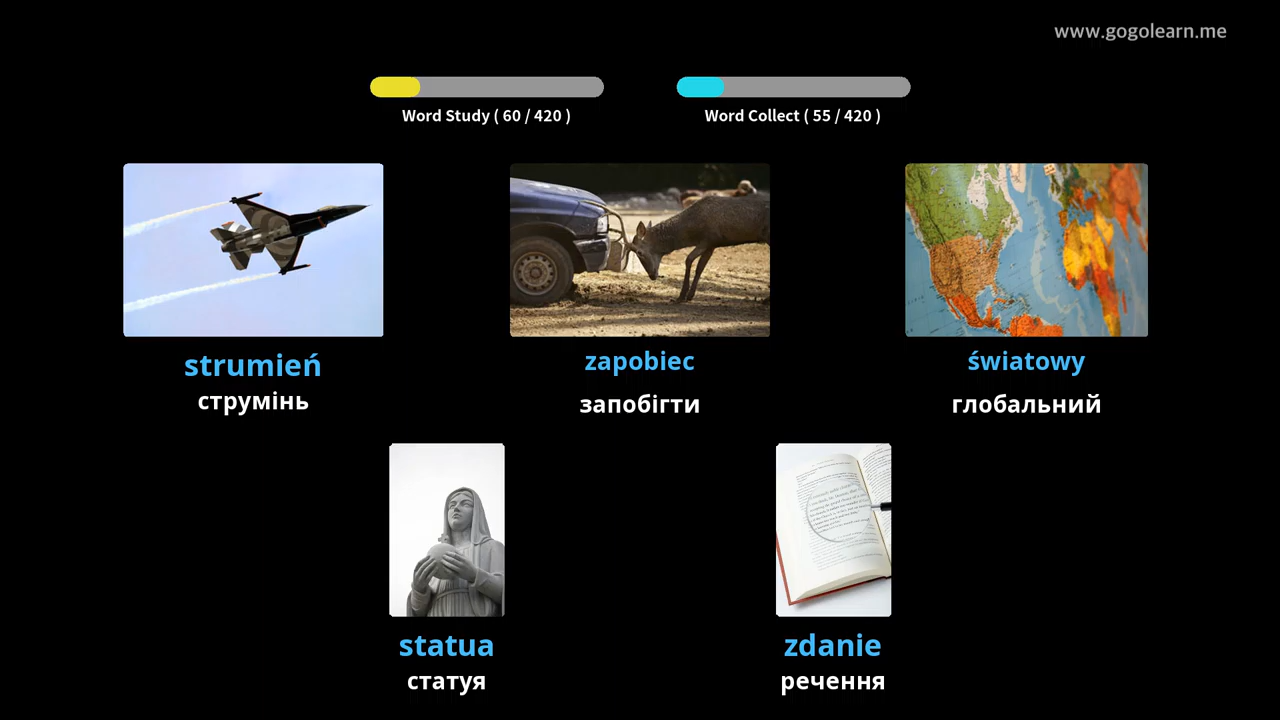 www.gogolearn.me
Word Study ( 60 / 420 )
Word Collect ( 55 / 420 )
strumień
струмінь
zapobiec
запобігти
światowy
глобальний
statua
статуя
zdanie
речення